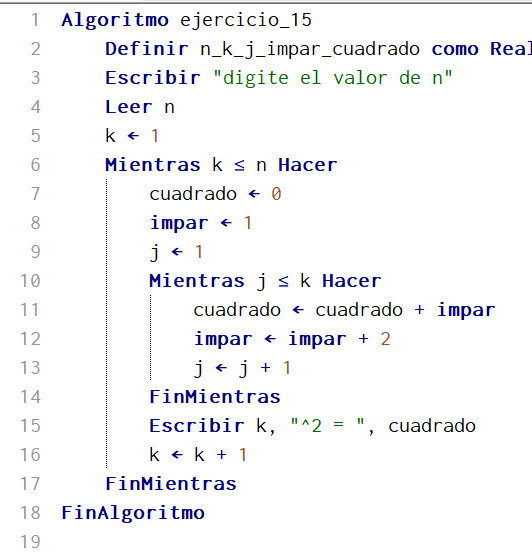 1 Algoritmo ejercicio_15
2 Definir n_k_j_impar_cuadrado como Real
3 Escribir "digite el valor de n"
4 Leer n
5 k ← 1
6 Mientras k ≤ n Hacer
7 cuadrado ← 0
8 impar ← 1
9 j ← 1
10 Mientras j ≤ k Hacer
11 cuadrado ← cuadrado + impar
12 impar ← impar + 2
13 j ← j + 1
14 FinMientras
15 Escribir k, "^2 = ", cuadrado
16 k ← k + 1
17 FinMientras
18 FinAlgoritmo
19